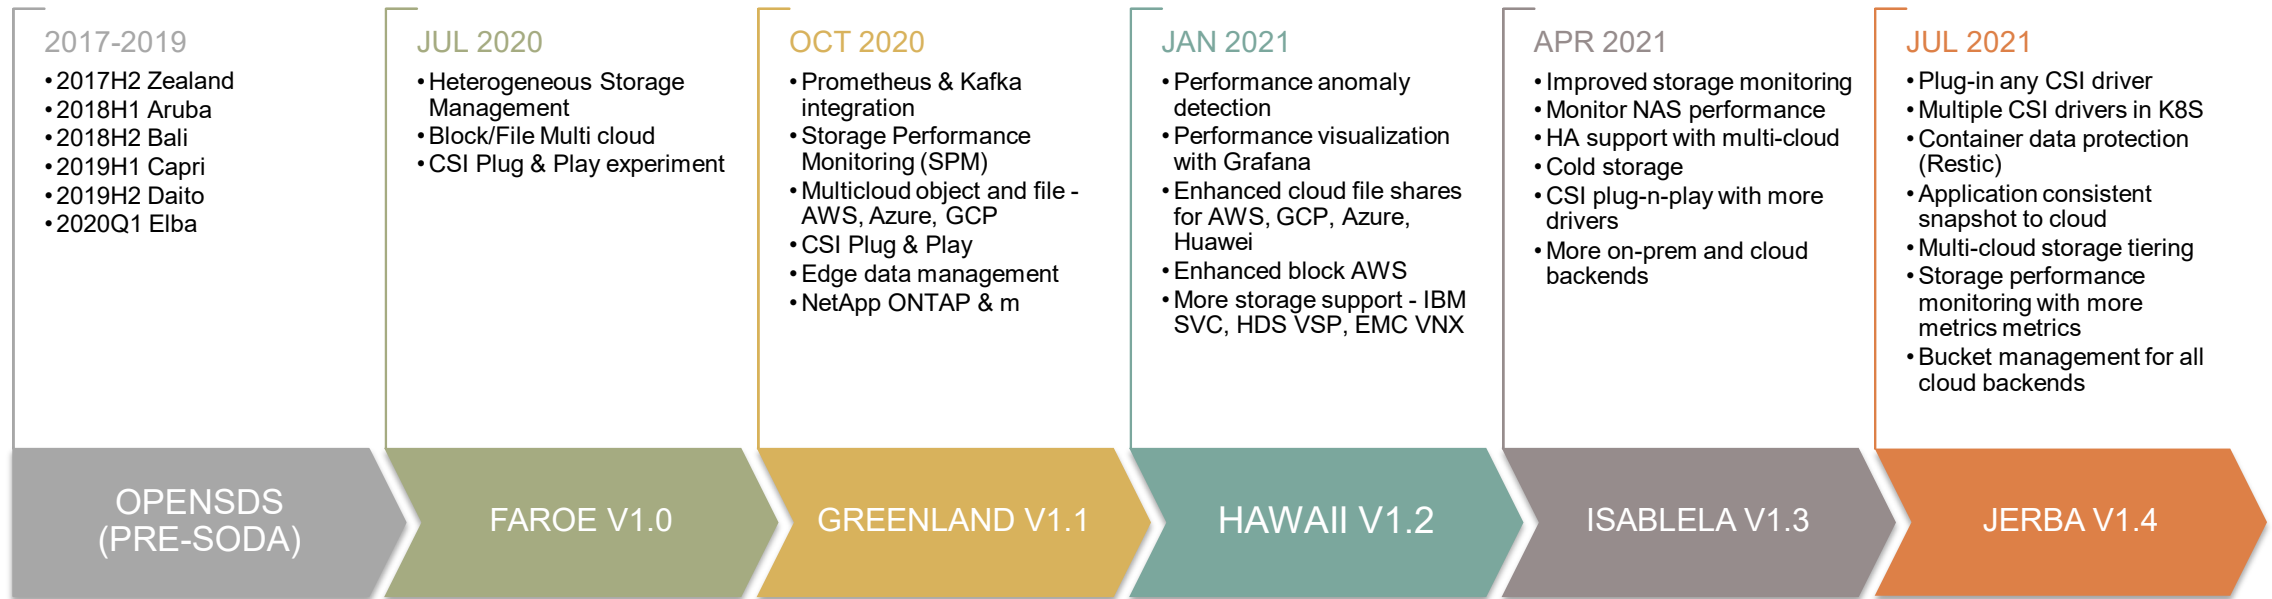 2017-2019
•2017H2 Zealand
•2018H1 Aruba
•2018H2 Bali
•2019H1 Capri
•2019H2 Daito
•2020Q1 Elba
OPENSDS
(PRE-SODA)
JUL 2020
•Heterogeneous Storage
Management
•Block/File Multi cloud
•CSI Plug & Play experiment
FAROE V1.0
OCT 2020
•Prometheus & Kafka
integration
•Storage Performance
Monitoring (SPM)
•Multicloud object and file -
AWS, Azure, GCP
•CSI Plug & Play
•Edge data management
•NetApp ONTAP & m
GREENLAND V1.1
JAN 2021
•Performance anomaly
detection
•Performance visualization
with Grafana
•Enhanced cloud file shares
for AWS, GCP, Azure,
Huawei
•Enhanced block AWS
•More storage support - IBM
SVC, HDS VSP, EMC VNX
HAWAII V1.2
APR 2021
•Improved storage monitoring
•Monitor NAS performance
•HA support with multi-cloud
•Cold storage
•CSI plug-n-play with more
drivers
•More on-prem and cloud
backends
ISABLELA V1.3
JUL 2021
•Plug-in any CSI driver
•Multiple CSI drivers in K8S
•Container data protection
(Restic)
•Application consistent
snapshot to cloud
•Multi-cloud storage tiering
•Storage performance
monitoring with more
metrics metrics
•Bucket management for all
cloud backends
JERBA V1.4